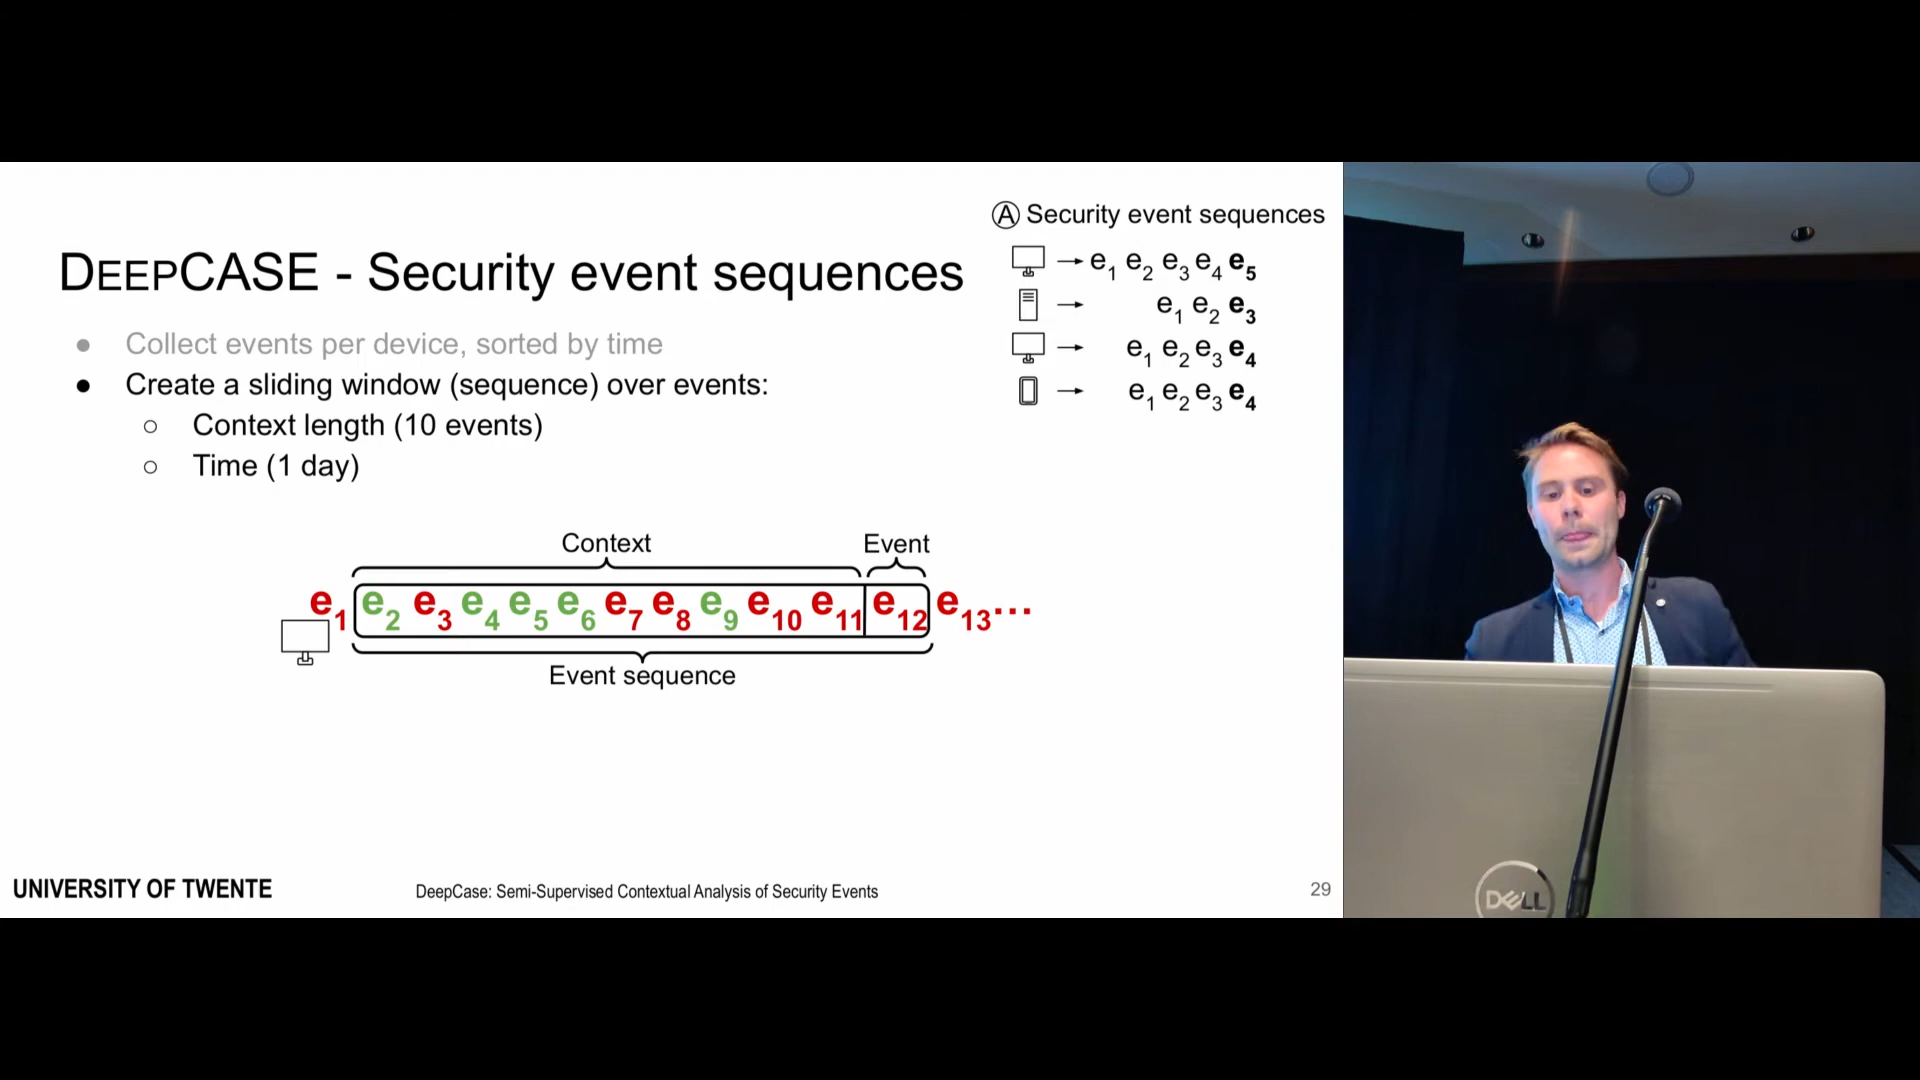 DEEPCASE - Security event sequences
● Collect events per device, sorted by time
● Create a sliding window (sequence) over events:
○ Context length (10 events)
○ Time (1 day)
Ⓐ Security event sequences
→ e1 e2 e3 e4 e5
→ e1 e2 e3
→ e1 e2 e3 e4
→ e1 e2 e3 e4
Context Event
e1 e2 e3 e4 e5 e6 e7 e8 e9 e10 e11 e12 e13...
Event sequence
UNIVERSITY OF TWENTE
DeepCase: Semi-Supervised Contextual Analysis of Security Events
29
DELL